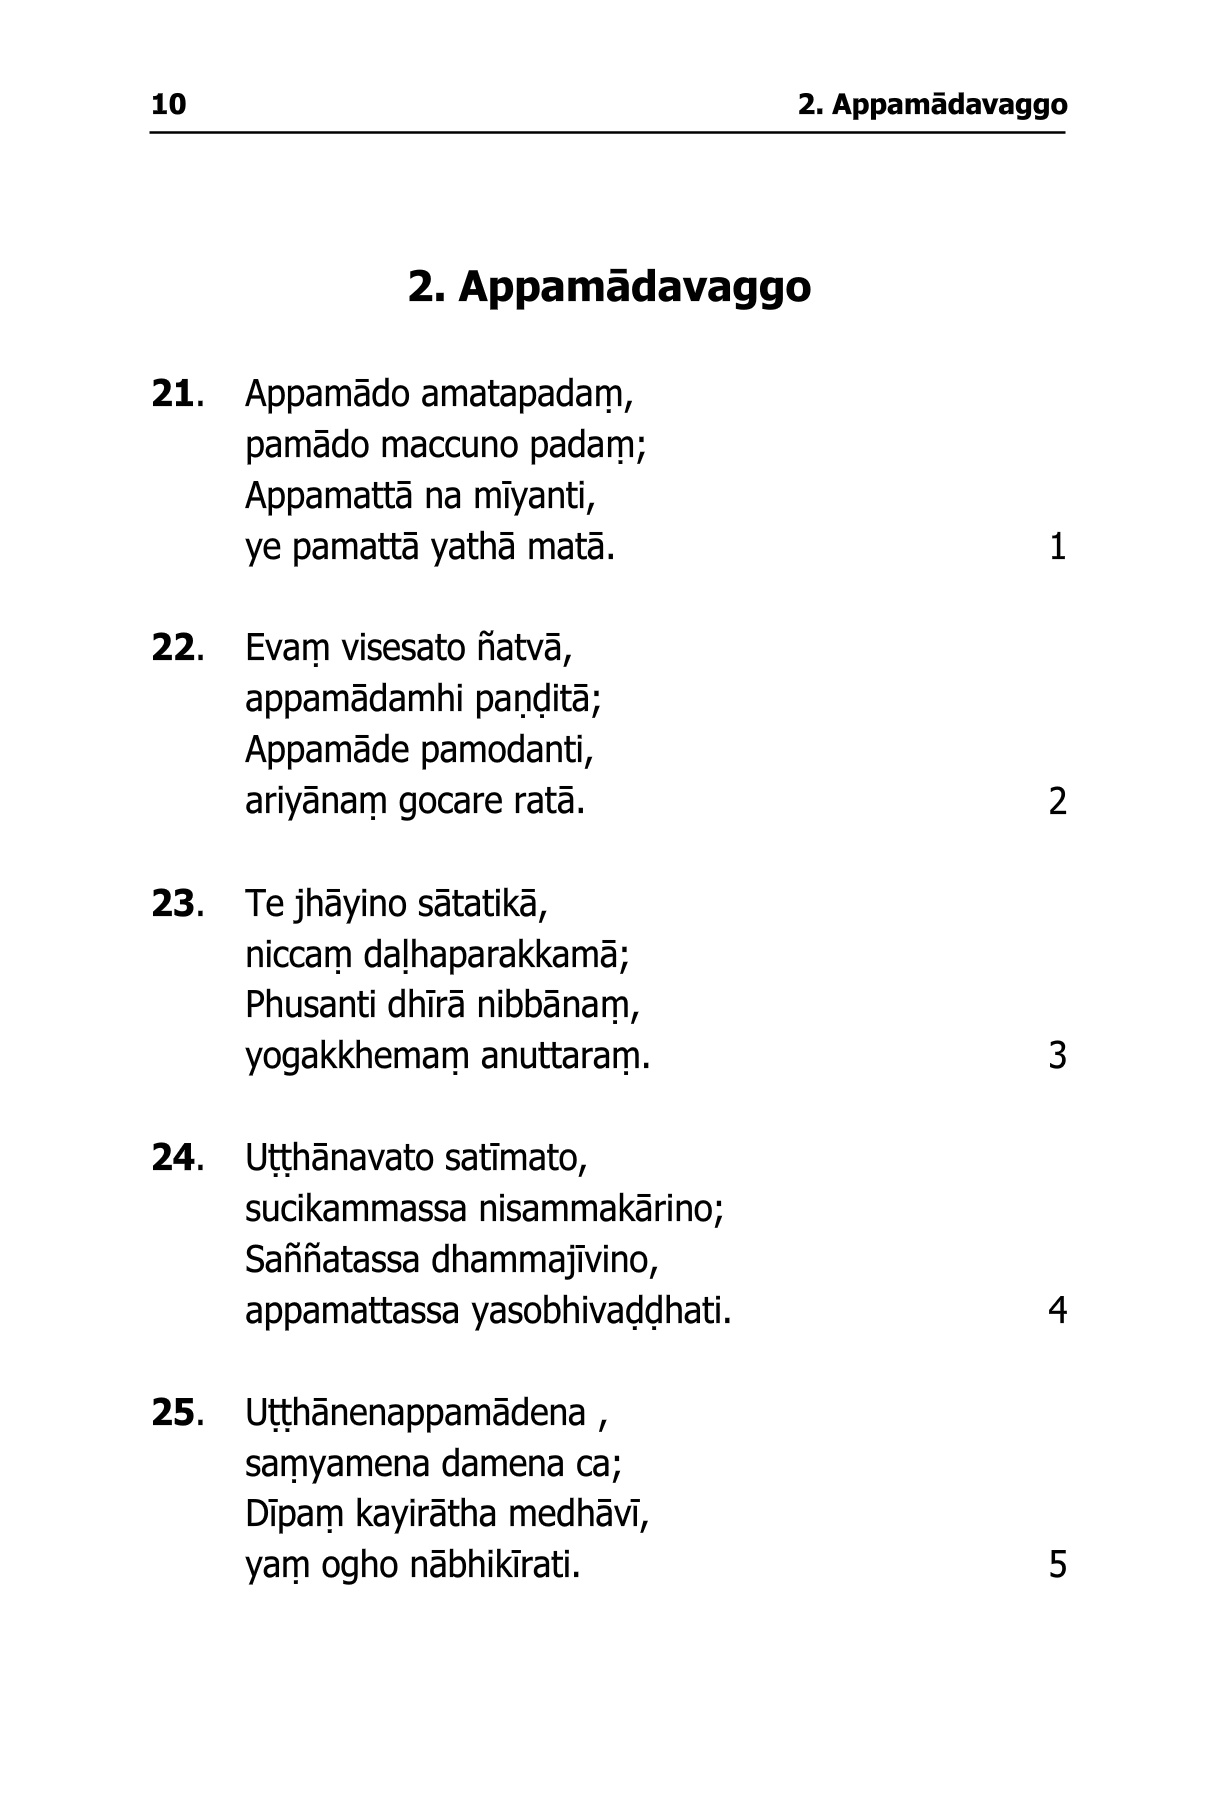 10 2. Appamādavaggo
2. Appamādavaggo
21. Appamādo amatapadaṃ,
pamādo maccuno padaṃ;
Appamattā na mīyanti,
ye pamattā yathā matā. 1
22. Evaṃ visesato ñatvā,
appamādamhi paṇḍitā;
Appamāde pamodanti,
ariyānaṃ gocare ratā. 2
23. Te jhāyino sātatikā,
niccaṃ daḷhaparakkamā;
Phusanti dhīrā nibbānaṃ,
yogakkhemaṃ anuttaraṃ. 3
24. Uṭṭhānavato satīmato,
sucikammassa nisammakārino;
Saññatassa dhammajīvino,
appamattassa yasobhivaḍḍhati. 4
25. Uṭṭhānenappamādena ,
saṃyamena damena ca;
Dīpaṃ kayirātha medhāvī,
yaṃ ogho nābhikīrati. 5